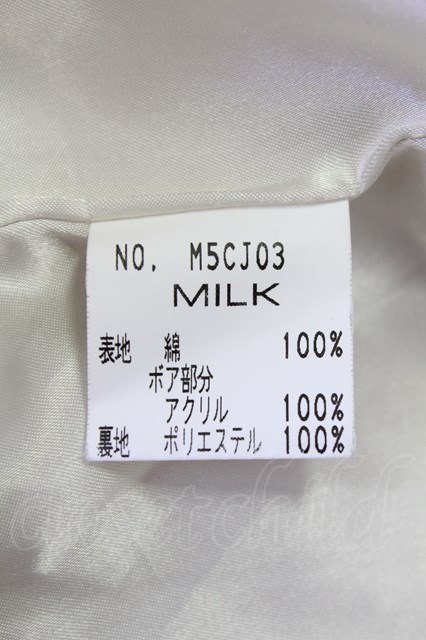 NO. M5CJ03
MILK
表地 綿 100%
ボア部分
アクリル 100%
裏地 ポリエステル 100%
closetchild